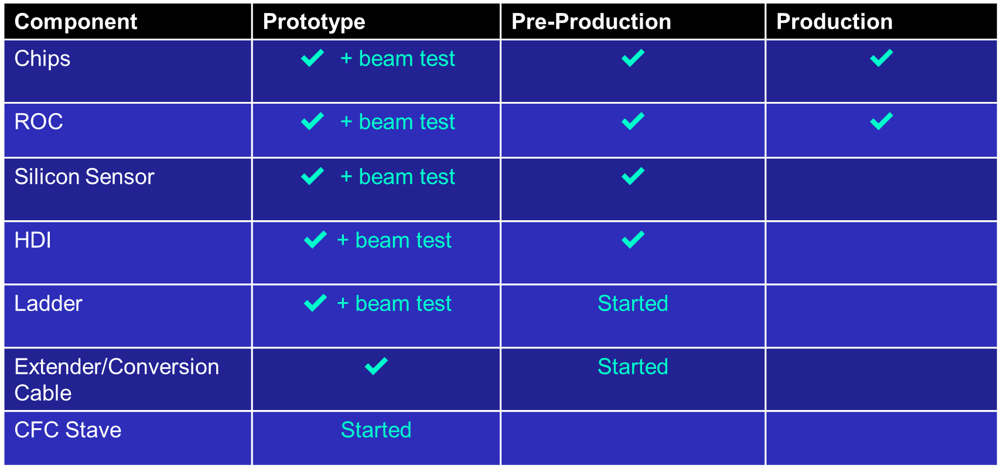 Component Prototype Pre-Production Production
Chips ✓ + beam test ✓ ✓
ROC ✓ + beam test ✓ ✓
Silicon Sensor ✓ + beam test ✓
HDI ✓ + beam test ✓
Ladder ✓ + beam test Started
Extender/Conversion ✓ Started
Cable
CFC Stave Started